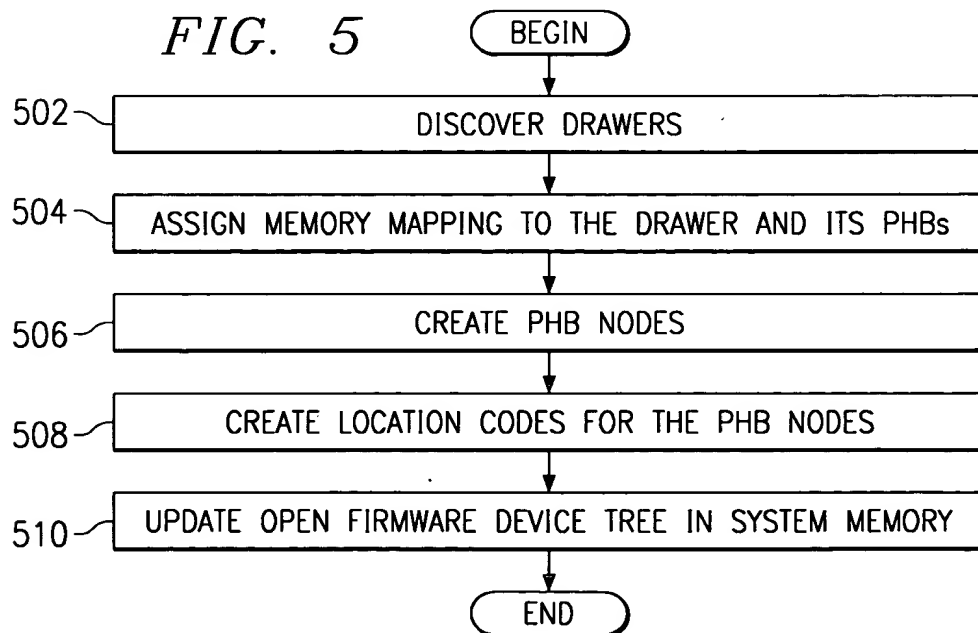 FIG. 5
BEGIN
502
DISCOVER DRAWERS
504
ASSIGN MEMORY MAPPING TO THE DRAWER AND ITS PHBs
506
CREATE PHB NODES
508
CREATE LOCATION CODES FOR THE PHB NODES
510
UPDATE OPEN FIRMWARE DEVICE TREE IN SYSTEM MEMORY
END